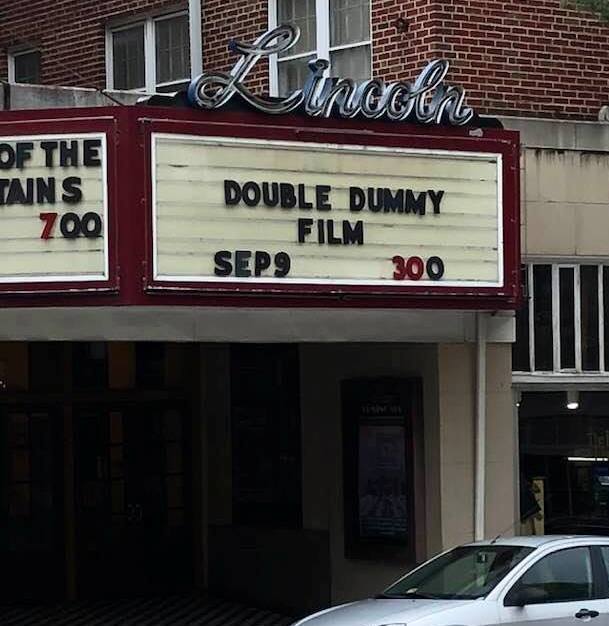 Lincoln
OF THE
TAINS
700
DOUBLE DUMMY
FILM
SEP9 300